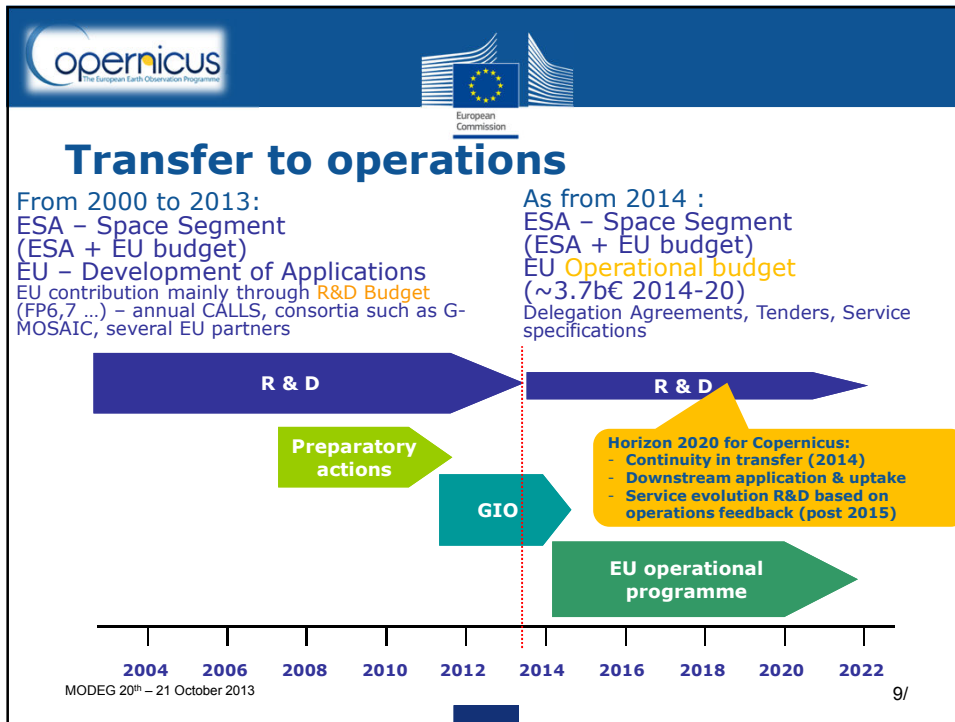 opernicus
The European Earth Observation Programme
European
Commission
Transfer to operations
From 2000 to 2013:
ESA – Space Segment
(ESA + EU budget)
EU – Development of Applications
EU contribution mainly through R&D Budget
(FP6,7 ...) – annual CALLS, consortia such as G-
MOSAIC, several EU partners
As from 2014 :
ESA – Space Segment
(ESA + EU budget)
EU Operational budget
(~3.7b€ 2014-20)
Delegation Agreements, Tenders, Service
specifications
R & D
R & D
Preparatory
actions
Horizon 2020 for Copernicus:
- Continuity in transfer (2014)
- Downstream application & uptake
- Service evolution R&D based on
operations feedback (post 2015)
GIO
EU operational
programme
2004 2006 2008 2010 2012 2014 2016 2018 2020 2022
MODEG 20th – 21 October 2013
9/